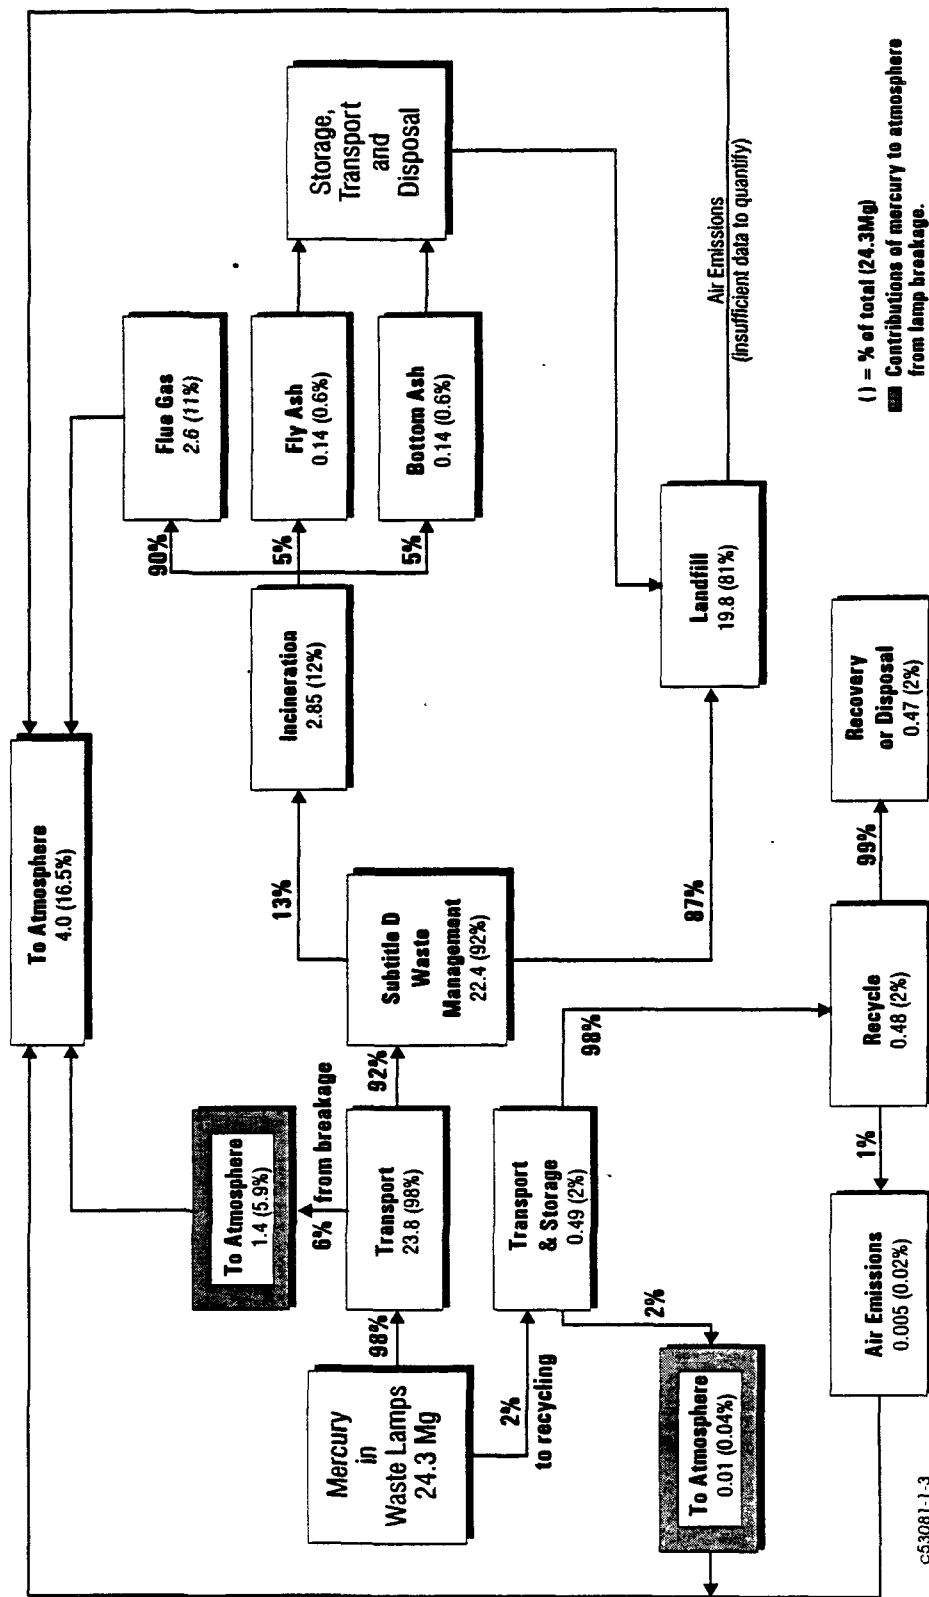 Mercury
in
Waste Lamps
24.3 Mg
98%
2%
to recycling
Transport
23.8 (98%)
6% from breakage
To Atmosphere
1.4 (5.9%)
92%
Transport
& Storage
0.49 (2%)
2%
To Atmosphere
0.01 (0.04%)
98%
Subtitle D
Waste
Management
22.4 (92%)
13%
87%
To Atmosphere
4.0 (16.5%)
Incineration
2.85 (12%)
90%
5%
5%
Flue Gas
2.6 (11%)
Fly Ash
0.14 (0.6%)
Bottom Ash
0.14 (0.6%)
Storage,
Transport
and
Disposal
Landfill
19.8 (81%)
Air Emissions
(insufficient data to quantify)
Recycle
0.48 (2%)
1%
99%
Air Emissions
0.005 (0.02%)
Recovery
or Disposal
0.47 (2%)
( ) = % of total (24.3Mg)
Contributions of mercury to atmosphere
from lamp breakage.
c53081-1-3